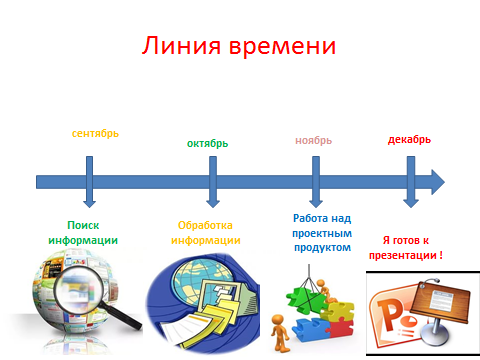 Линия времени
сентябрь
октябрь
ноябрь
декабрь
Поиск
информации
Обработка
информации
Работа над
проектным
продуктом
Я готов к
презентации !